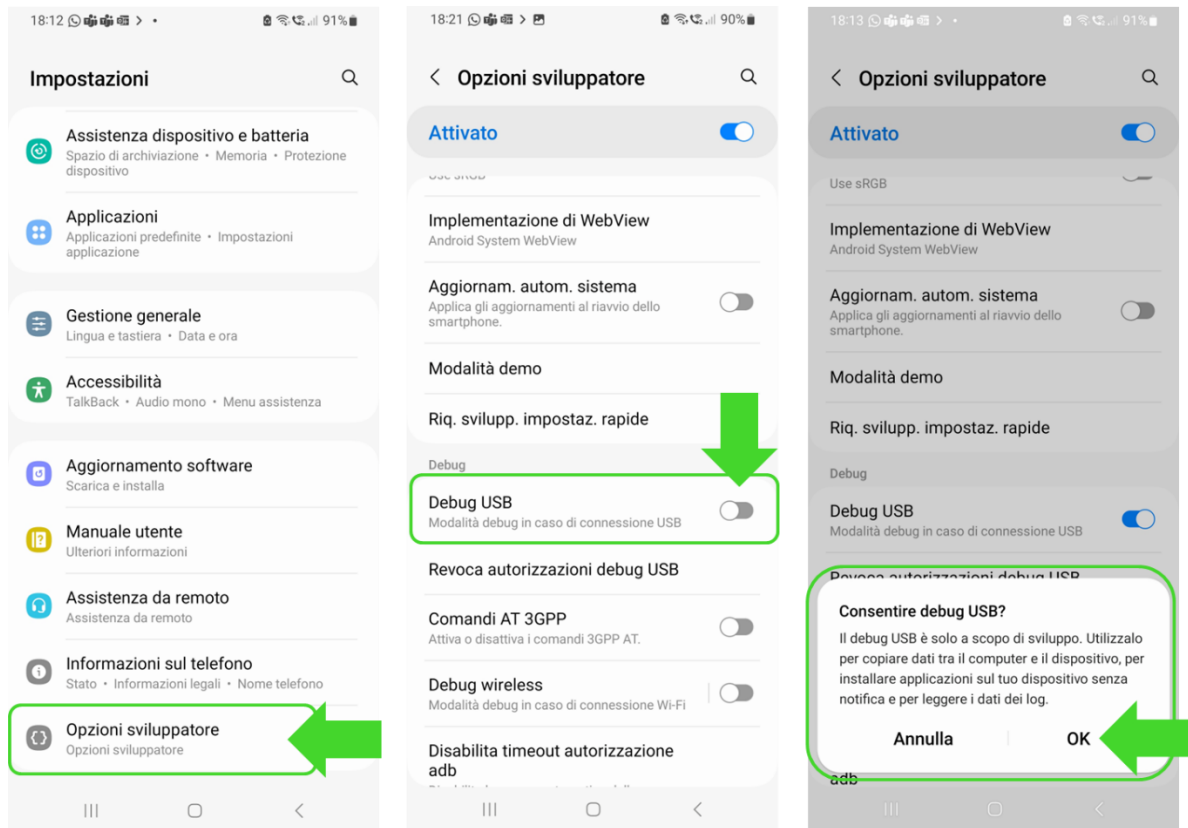 18:12 91%
Impostazioni
Assistenza dispositivo e batteria
Spazio di archiviazione • Memoria • Protezione
dispositivo
Applicazioni
Applicazioni predefinite • Impostazioni
applicazione
Gestione generale
Lingua e tastiera • Data e ora
Accessibilità
TalkBack • Audio mono • Menu assistenza
Aggiornamento software
Scarica e installa
Manuale utente
Ulteriori informazioni
Assistenza da remoto
Assistenza da remoto
Informazioni sul telefono
Stato • Informazioni legali • Nome telefono
Opzioni sviluppatore
Opzioni sviluppatore
18:21 90%
Opzioni sviluppatore
Attivato
Use sRGB
Implementazione di WebView
Android System WebView
Aggiornam. autom. sistema
Applica gli aggiornamenti al riavvio dello
smartphone.
Modalità demo
Riq. svilupp. impostaz. rapide
Debug
Debug USB
Modalità debug in caso di connessione USB
Revoca autorizzazioni debug USB
Comandi AT 3GPP
Attiva o disattiva i comandi 3GPP AT.
Debug wireless
Modalità debug in caso di connessione Wi-Fi
Disabilita timeout autorizzazione
adb
18:13 91%
Opzioni sviluppatore
Attivato
Use sRGB
Implementazione di WebView
Android System WebView
Aggiornam. autom. sistema
Applica gli aggiornamenti al riavvio dello
smartphone.
Modalità demo
Riq. svilupp. impostaz. rapide
Debug
Debug USB
Modalità debug in caso di connessione USB
Revoca autorizzazioni debug USB
Consentire debug USB?
Il debug USB è solo a scopo di sviluppo. Utilizzalo
per copiare dati tra il computer e il dispositivo, per
installare applicazioni sul tuo dispositivo senza
notifica e per leggere i dati dei log.
Annulla OK
adb